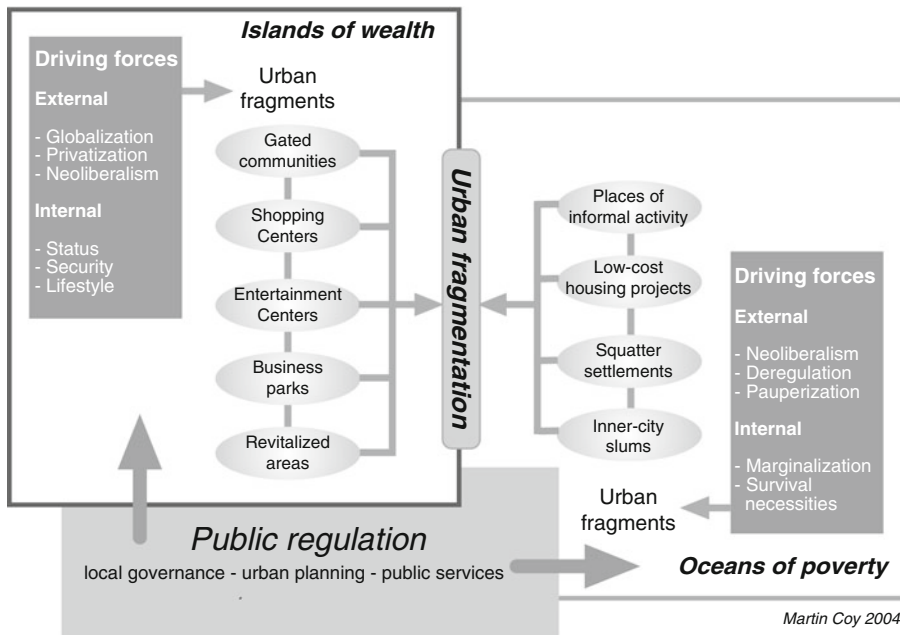 Islands of wealth
Driving forces
External
- Globalization
- Privatization
- Neoliberalism
Internal
- Status
- Security
- Lifestyle
Urban
fragments
Gated
communities
Shopping
Centers
Entertainment
Centers
Business
parks
Revitalized
areas
Urban fragmentation
Places of
informal activity
Low-cost
housing projects
Squatter
settlements
Inner-city
slums
Driving forces
External
- Neoliberalism
- Deregulation
- Pauperization
Internal
- Marginalization
- Survival
necessities
Urban
fragments
Public regulation
local governance - urban planning - public services
Oceans of poverty
Martin Coy 2004